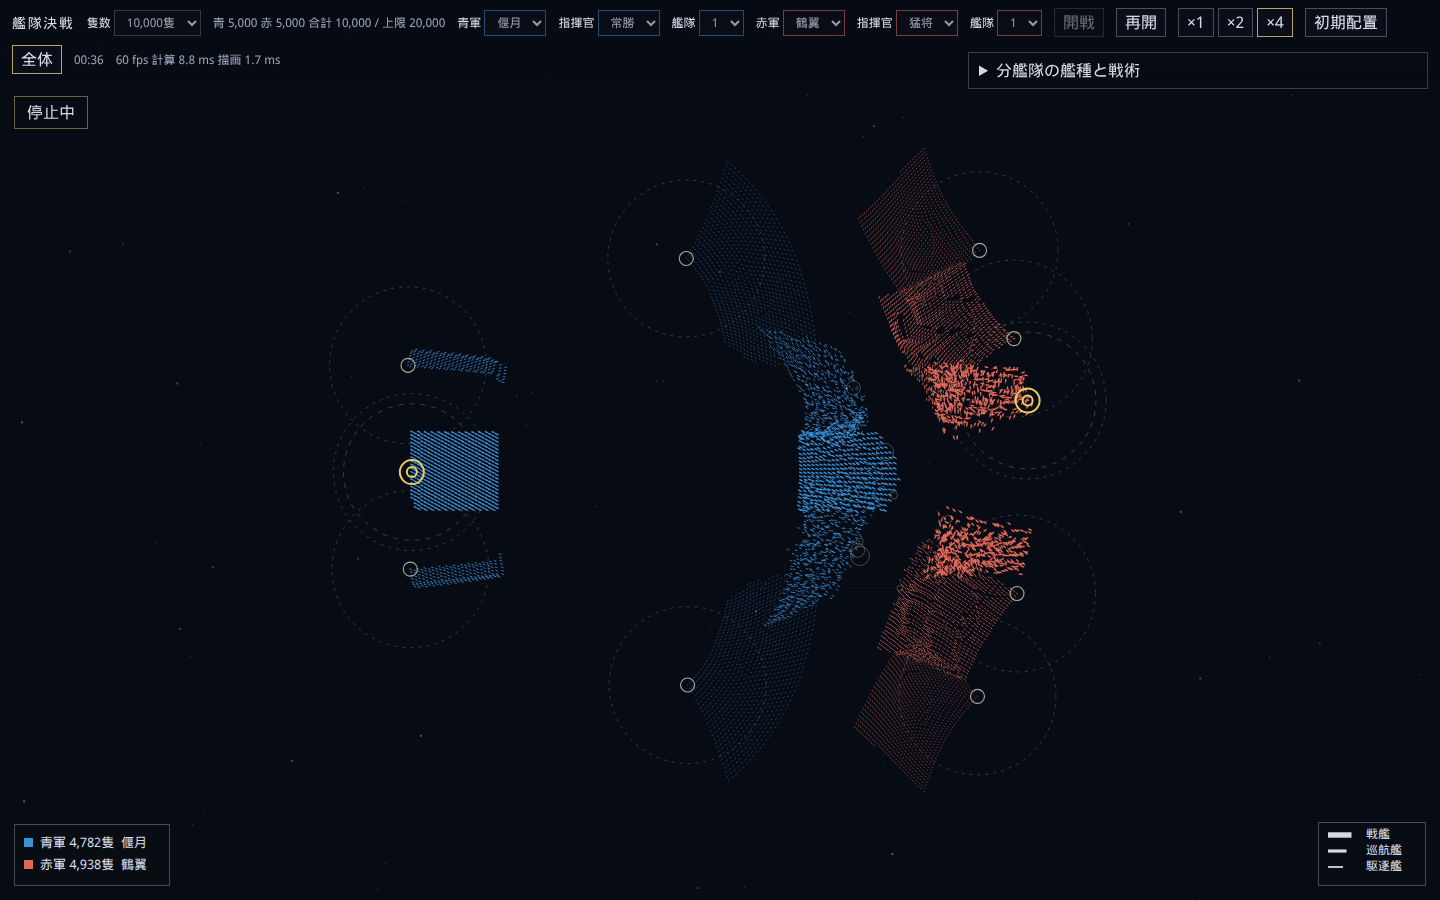 艦隊決戦 隻数 10,000隻 青 5,000 赤 5,000 合計 10,000 / 上限 20,000 青軍 偃月 指揮官 常勝 艦隊 1 赤軍 鶴翼 指揮官 猛将 艦隊 1 開戦 再開 ×1 ×2 ×4 初期配置
全体 00:36 60 fps 計算 8.8 ms 描画 1.7 ms
▶ 分艦隊の艦種と戦術
停止中
青軍 4,782隻 偃月
赤軍 4,938隻 鶴翼
戦艦
巡航艦
駆逐艦